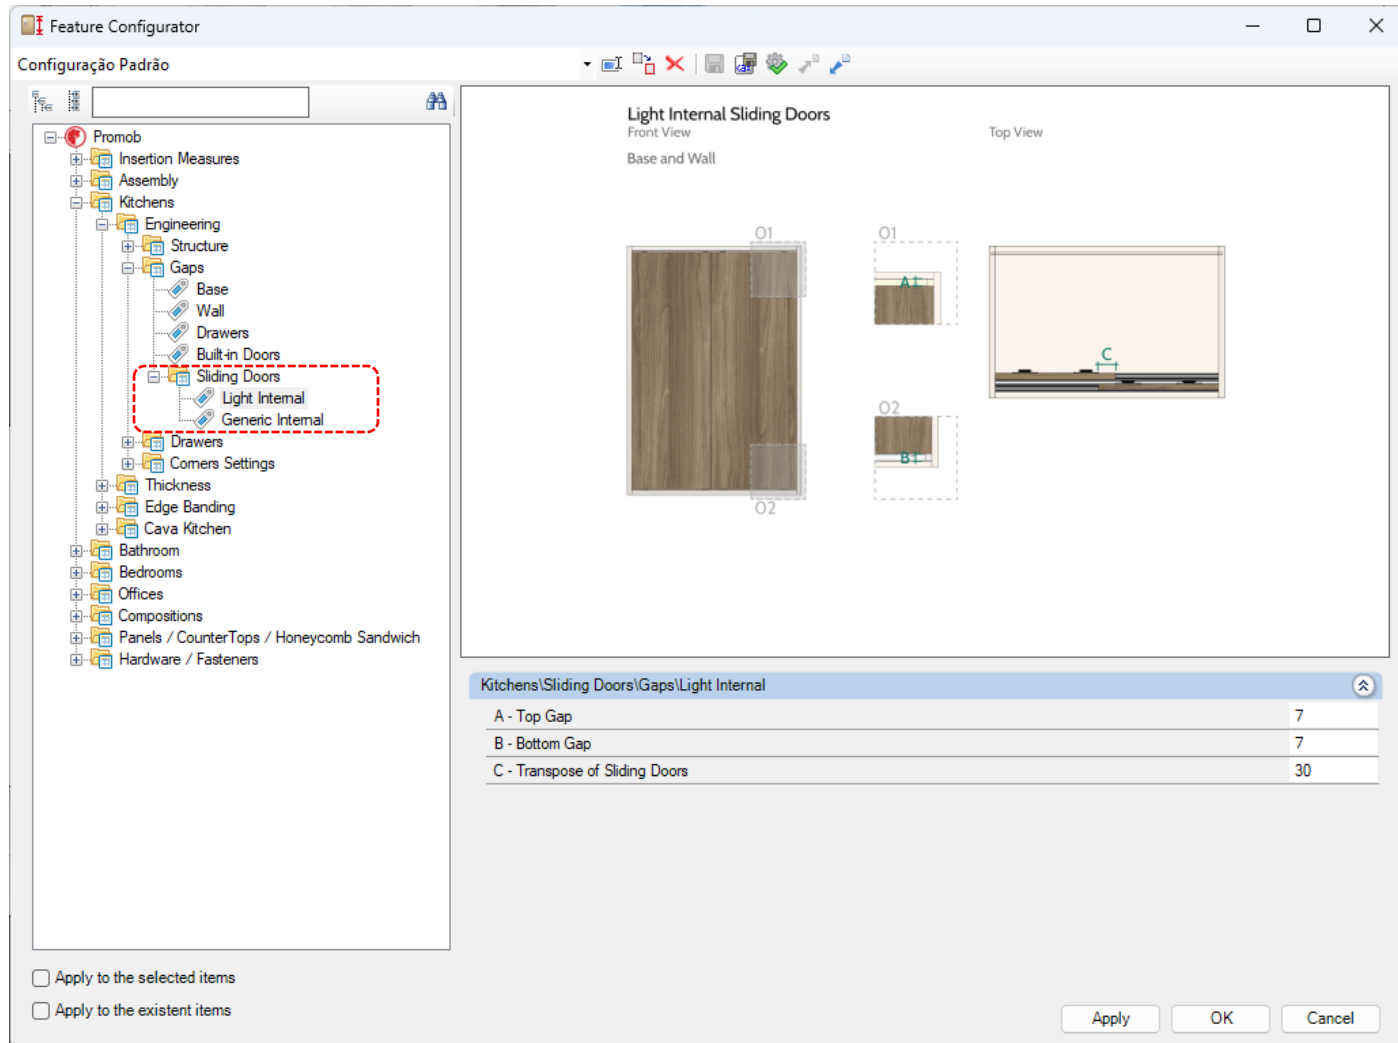 Feature Configurator
Configuração Padrão
Promob
Insertion Measures
Assembly
Kitchens
Engineering
Structure
Gaps
Base
Wall
Drawers
Built-in Doors
Sliding Doors
Light Internal
Generic Internal
Drawers
Corners Settings
Thickness
Edge Banding
Cava Kitchen
Bathroom
Bedrooms
Offices
Compositions
Panels / CounterTops / Honeycomb Sandwich
Hardware / Fasteners
Apply to the selected items
Apply to the existent items
Light Internal Sliding Doors
Front View
Top View
Base and Wall
O1
O1
A
C
O2
B
O2
Kitchens\Sliding Doors\Gaps\Light Internal
A - Top Gap 7
B - Bottom Gap 7
C - Transpose of Sliding Doors 30
Apply OK Cancel